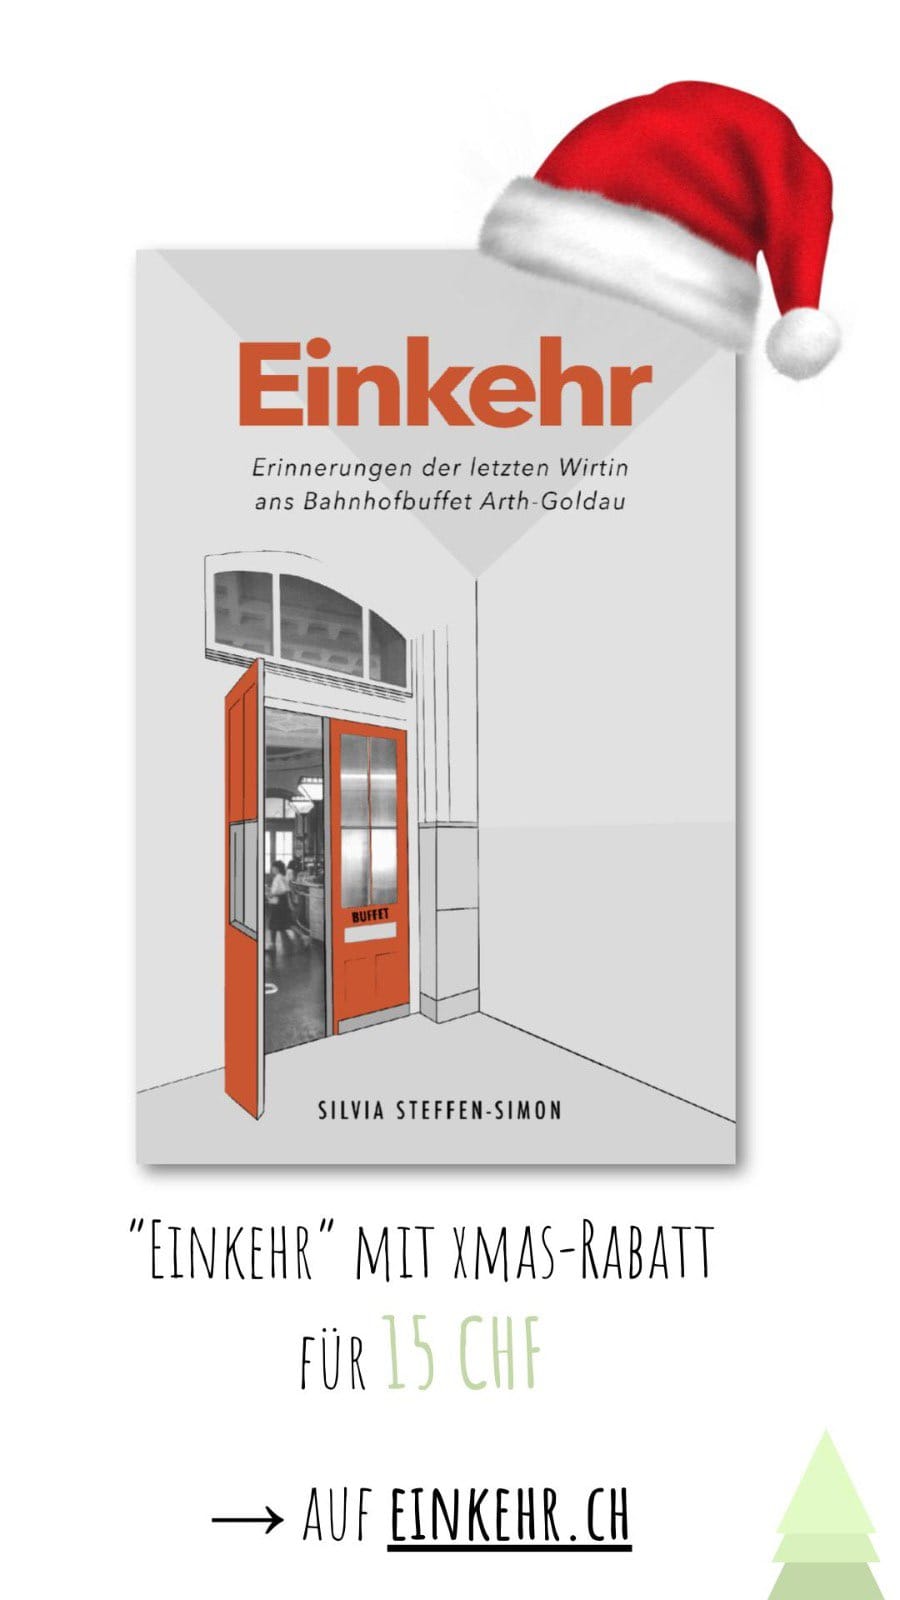 Einkehr
Erinnerungen der letzten Wirtin
ans Bahnhofbuffet Arth-Goldau
BUFFET
SILVIA STEFFEN-SIMON
"EINKEHR" MIT XMAS-RABATT
FÜR 15 CHF
→ AUF EINKEHR.CH